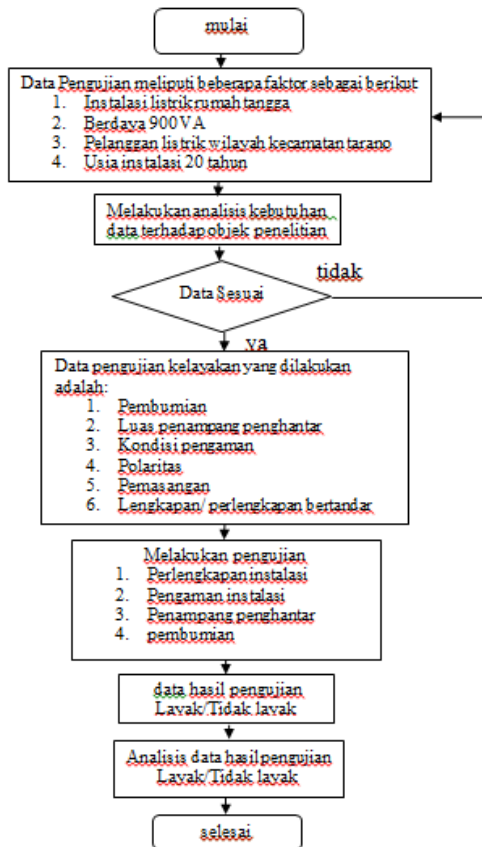 mulai
Data Pengujian meliputi beberapa faktor sebagai berikut
1. Instalasi listrik rumah tangga
2. Berdaya 900 VA
3. Pelanggan listrik wilayah kecamatan tarano
4. Usia instalasi 20 tahun
Melakukan analisis kebutuhan
data terhadap objek penelitian
Data Sesuai
tidak
ya
Data pengujian kelayakan yang dilakukan
adalah:
1. Pembumian
2. Luas penampang penghantar
3. Kondisi pengaman
4. Polaritas
5. Pemasangan
6. Lengkapan/ perlengkapan bertandar
Melakukan pengujian
1. Perlengkapan instalasi
2. Pengaman instalasi
3. Penampang penghantar
4. pembumian
data hasil pengujian
Layak/Tidak layak
Analisis data hasil pengujian
Layak/Tidak layak
selesai